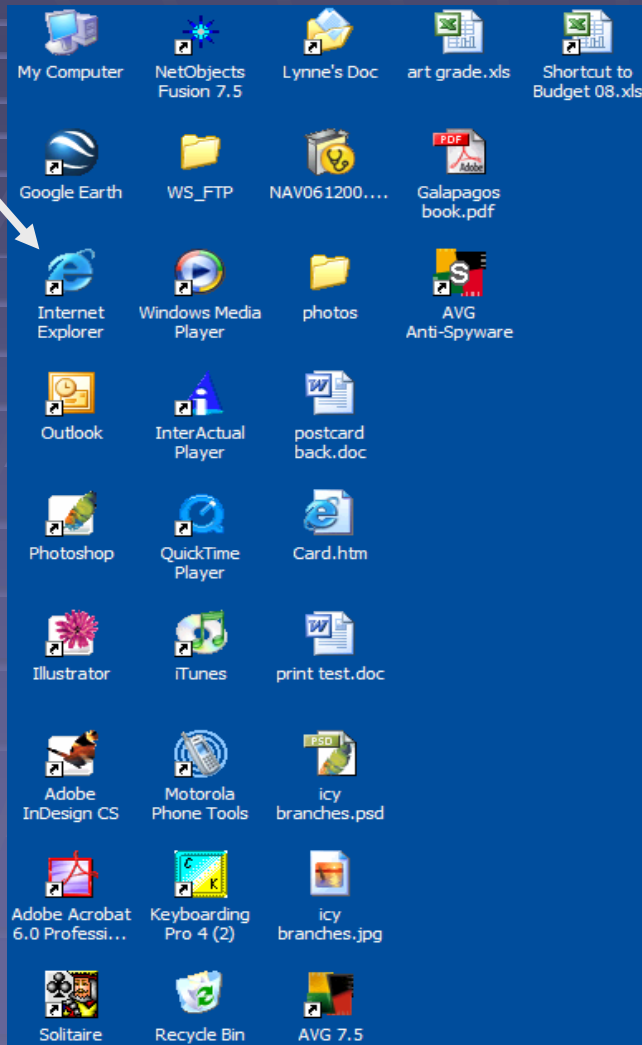 My Computer
NetObjects
Fusion 7.5
Lynne's Doc
art grade.xls
Shortcut to
Budget 08.xls
Google Earth
WS_FTP
NAV061200....
PDF
Adobe
Galapagos
book.pdf
Internet
Explorer
Windows Media
Player
photos
S
AVG
Anti-Spyware
Outlook
InterActual
Player
W
postcard
back.doc
Photoshop
QuickTime
Player
Card.htm
Illustrator
iTunes
W
print test.doc
Adobe
InDesign CS
Motorola
Phone Tools
PSD
icy
branches.psd
Adobe Acrobat
6.0 Professi...
C
K
Keyboarding
Pro 4 (2)
icy
branches.jpg
Solitaire
Recycle Bin
AVG 7.5